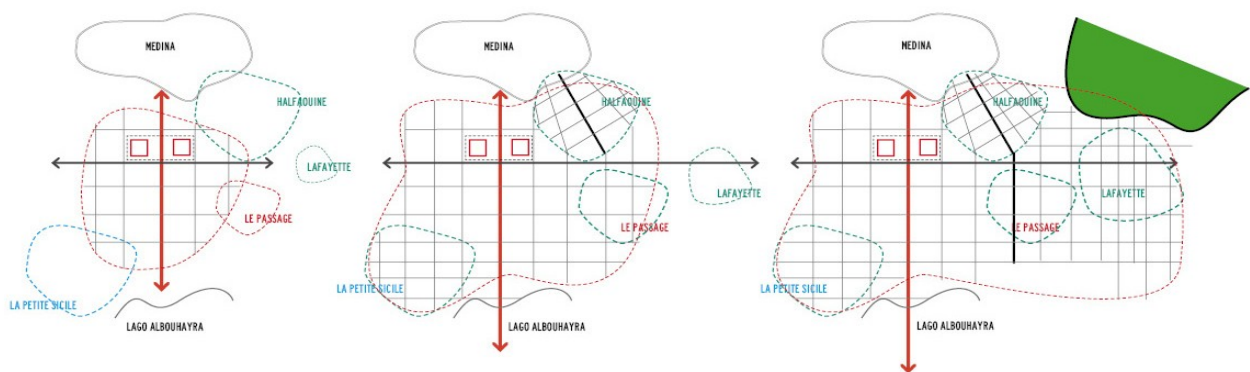 MEDINA
HALFAOUINE
LAFAYETTE
LE PASSAGE
LA PETITE SICILE
LAGO ALBOUHAYRA
MEDINA
HALFAOUINE
LAFAYETTE
LE PASSAGE
LA PETITE SICILE
LAGO ALBOUHAYRA
MEDINA
HALFAOUINE
LAFAYETTE
LE PASSAGE
LA PETITE SICILE
LAGO ALBOUHAYRA